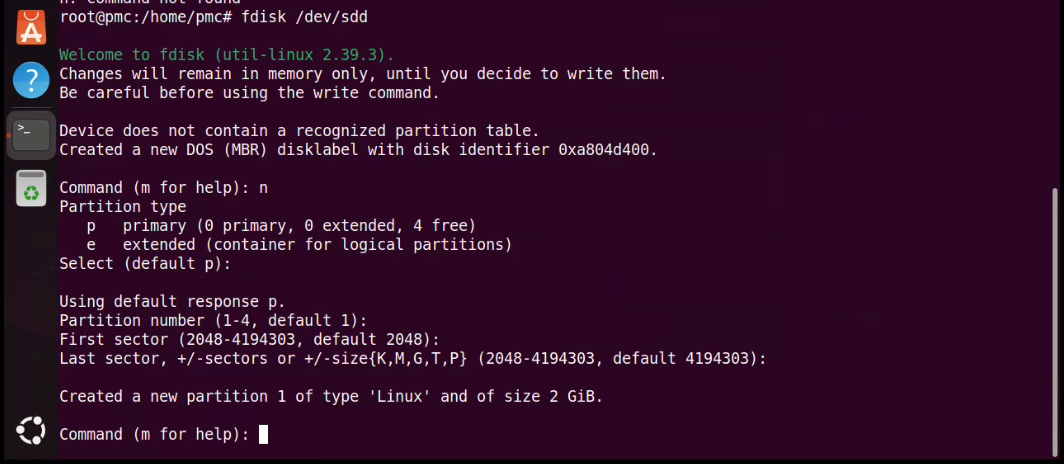 root@pmc:/home/pmc# fdisk /dev/sdd
Welcome to fdisk (util-linux 2.39.3).
Changes will remain in memory only, until you decide to write them.
Be careful before using the write command.
Device does not contain a recognized partition table.
Created a new DOS (MBR) disklabel with disk identifier 0xa804d400.
Command (m for help): n
Partition type
   p   primary (0 primary, 0 extended, 4 free)
   e   extended (container for logical partitions)
Select (default p):
Using default response p.
Partition number (1-4, default 1):
First sector (2048-4194303, default 2048):
Last sector, +/-sectors or +/-size{K,M,G,T,P} (2048-4194303, default 4194303):
Created a new partition 1 of type 'Linux' and of size 2 GiB.
Command (m for help):